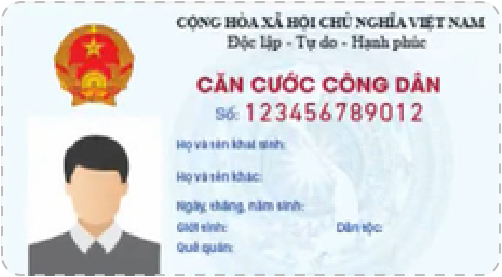 CỘNG HÒA XÃ HỘI CHỦ NGHĨA VIỆT NAM
Độc lập - Tự do - Hạnh phúc
CĂN CƯỚC CÔNG DÂN
Số: 123456789012
Họ và tên khai sinh:
Họ và tên khác:
Ngày, tháng, năm sinh:
Giới tính: Dân tộc:
Quê quán: